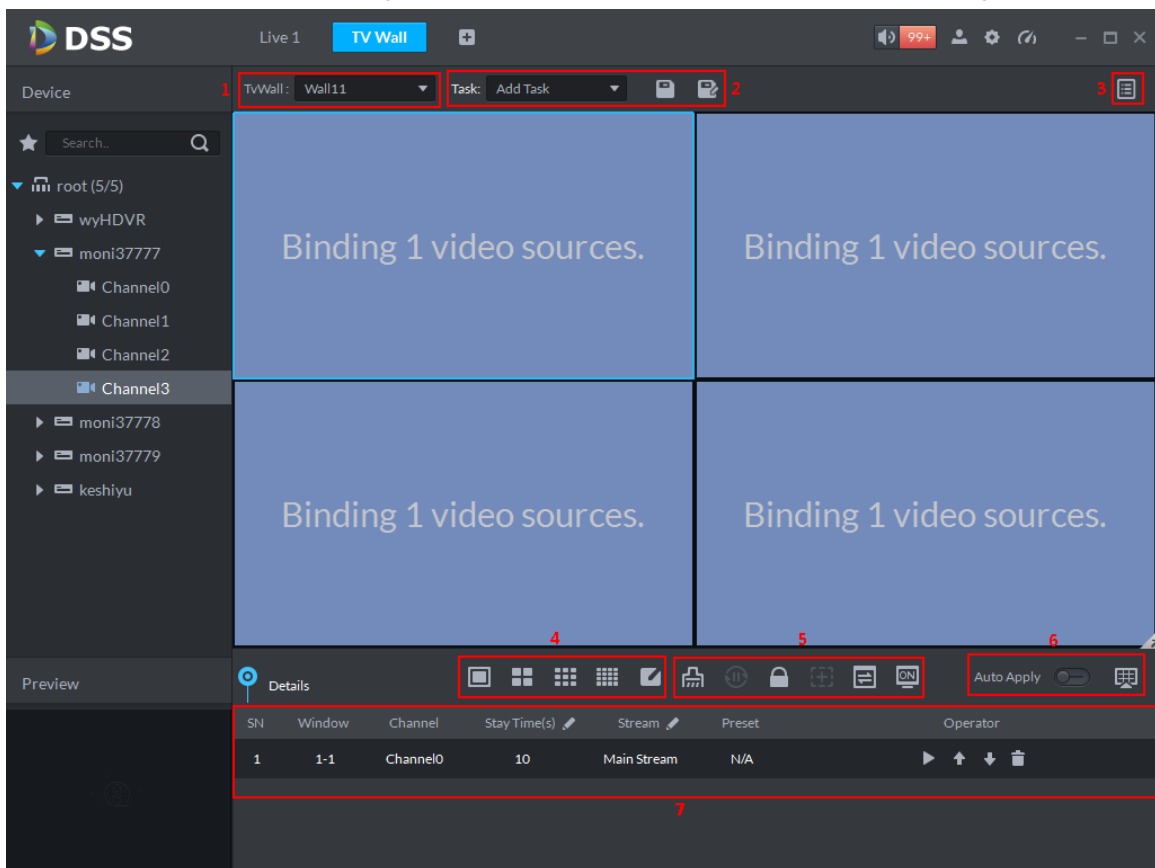 DSS Live 1 TV Wall 99+
Device 1 TvWall: Wall11 Task: Add Task 2 3
Search..
root (5/5)
wyHDVR
moni37777
Channel0
Channel1
Channel2
Channel3
moni37778
moni37779
keshiyu
Binding 1 video sources. Binding 1 video sources.
Binding 1 video sources. Binding 1 video sources.
4 5 6
Preview Details ON Auto Apply
SN Window Channel Stay Time(s) Stream Preset Operator
1 1-1 Channel0 10 Main Stream N/A
7